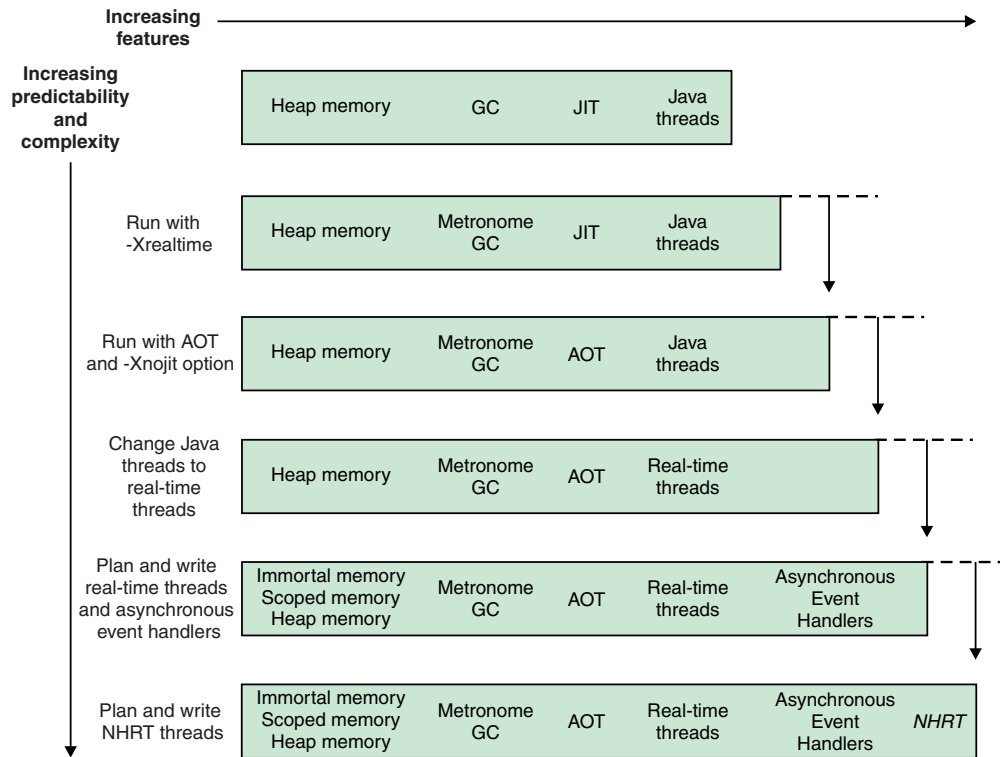 Increasing
features
Increasing
predictability
and
complexity
Heap memory
GC
JIT
Java
threads
Run with
-Xrealtime
Heap memory
Metronome
GC
JIT
Java
threads
Run with AOT
and -Xnojit option
Heap memory
Metronome
GC
AOT
Java
threads
Change Java
threads to
real-time
threads
Heap memory
Metronome
GC
AOT
Real-time
threads
Plan and write
real-time threads
and asynchronous
event handlers
Immortal memory
Scoped memory
Heap memory
Metronome
GC
AOT
Real-time
threads
Asynchronous
Event
Handlers
Plan and write
NHRT threads
Immortal memory
Scoped memory
Heap memory
Metronome
GC
AOT
Real-time
threads
Asynchronous
Event
Handlers
NHRT